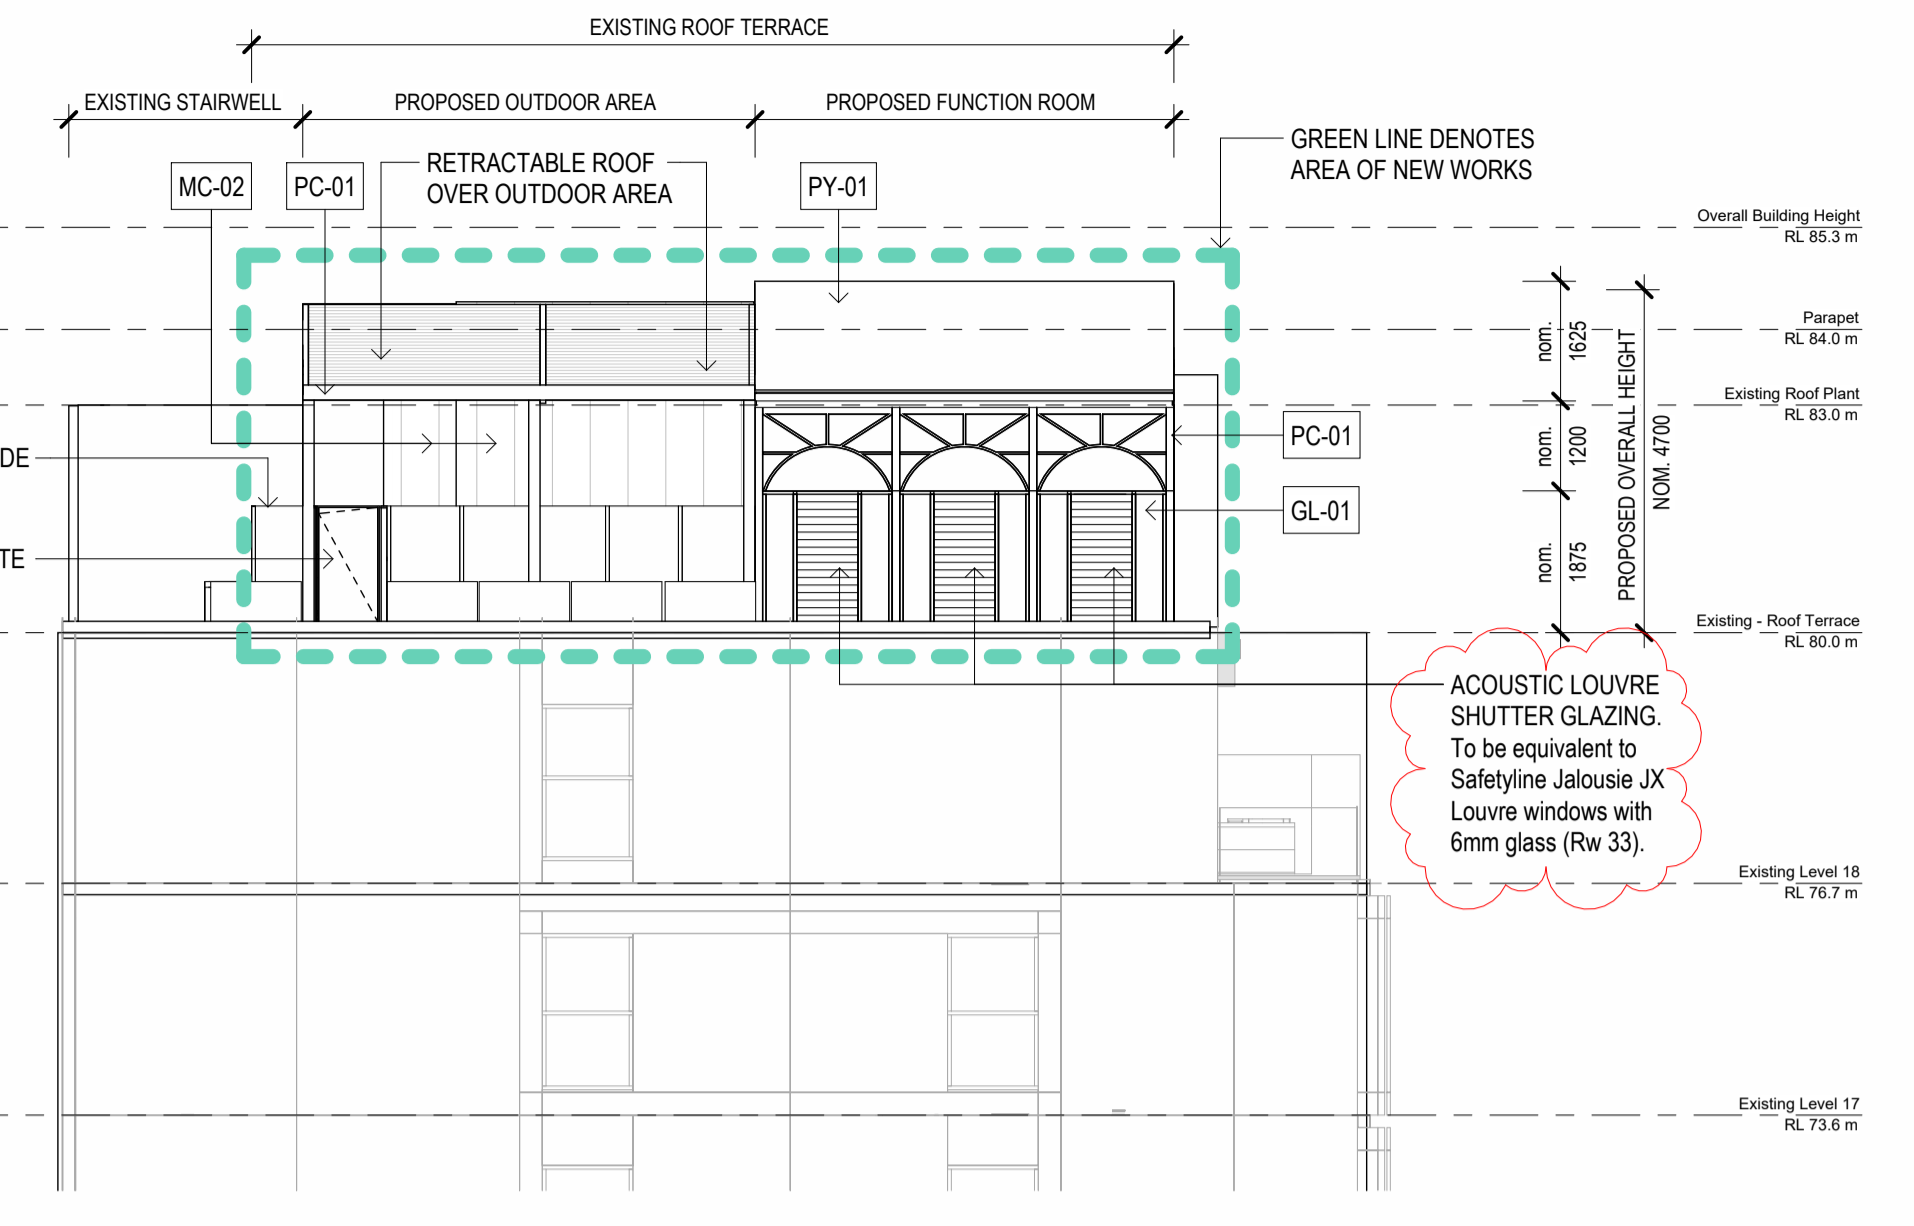 EXISTING ROOF TERRACE
EXISTING STAIRWELL
PROPOSED OUTDOOR AREA
PROPOSED FUNCTION ROOM
GREEN LINE DENOTES
AREA OF NEW WORKS
MC-02
PC-01
RETRACTABLE ROOF
OVER OUTDOOR AREA
PY-01
Overall Building Height
RL 85.3 m
Parapet
RL 84.0 m
Existing Roof Plant
RL 83.0 m
nom.
1625
nom.
1200
nom.
1875
PROPOSED OVERALL HEIGHT
NOM. 4700
PC-01
GL-01
DE
TE
Existing - Roof Terrace
RL 80.0 m
ACOUSTIC LOUVRE
SHUTTER GLAZING.
To be equivalent to
Safetyline Jalousie JX
Louvre windows with
6mm glass (Rw 33).
Existing Level 18
RL 76.7 m
Existing Level 17
RL 73.6 m